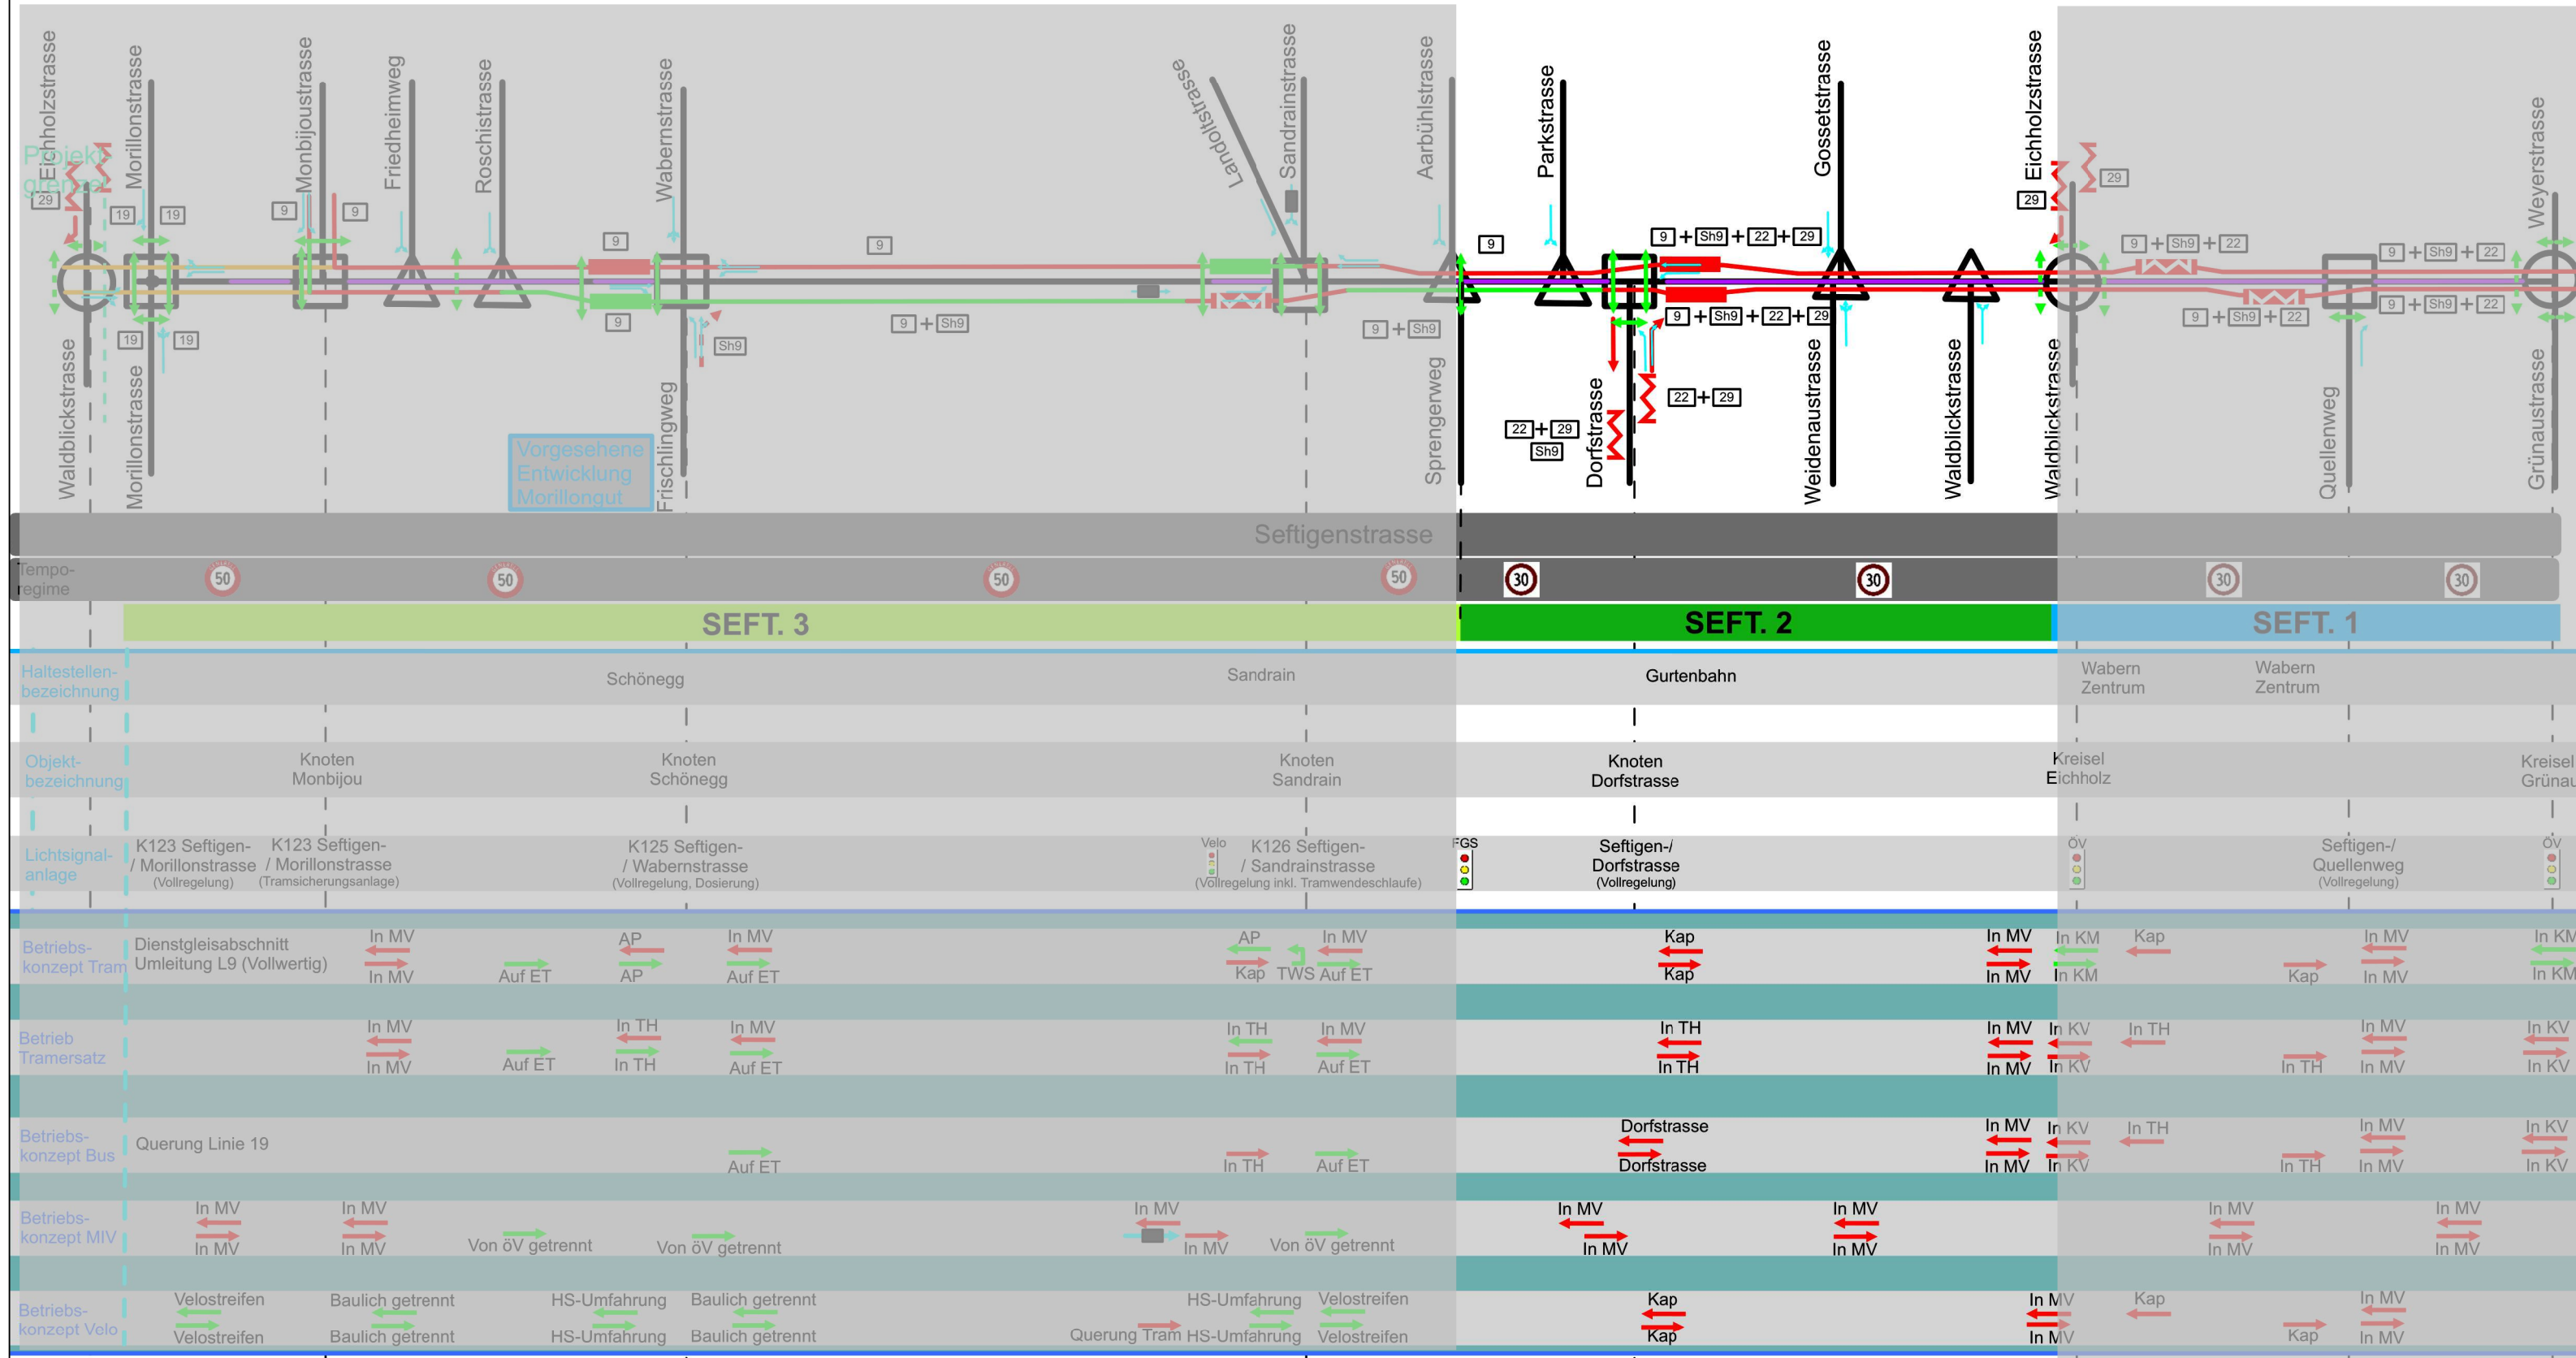 Eichholzstrasse
Morillonstrasse
Monbijoustrasse
Friedheimweg
Roschistrasse
Wabernstrasse
Landoltstrasse
Sandrainstrasse
Aarbühlstrasse
Parkstrasse
Gossetstrasse
Eichholzstrasse
Weyerstrasse
Projekt-
grenze
29
19
19
9
9
9
9
9
9 + Sh9 + 22 + 29
29
29
9 + Sh9 + 22
9 + Sh9 + 22
19
19
9
Sh9
9 + Sh9
9 + Sh9
9 + Sh9 + 22 + 29
9 + Sh9 + 22
9 + Sh9 + 22
22 + 29
22 + 29
Sh9
Waldblickstrasse
Morillonstrasse
Frischlingweg
Sprengerweg
Dorfstrasse
Weidenaustrasse
Waldblickstrasse
Waldblickstrasse
Quellenweg
Grünaustrasse
Vorgesehene
Entwicklung
Morillongut
Seftigenstrasse
Tempo-
regime
50
50
50
50
30
30
30
30
SEFT. 3
SEFT. 2
SEFT. 1
Haltestellen-
bezeichnung
Schönegg
Sandrain
Gurtenbahn
Wabern
Zentrum
Wabern
Zentrum
Objekt-
bezeichnung
Knoten
Monbijou
Knoten
Schönegg
Knoten
Sandrain
Knoten
Dorfstrasse
Kreisel
Eichholz
Kreisel
Grünau
Lichtsignal-
anlage
K123 Seftigen-
/ Morillonstrasse
(Vollregelung)
K123 Seftigen-
/ Morillonstrasse
(Tramsicherungsanlage)
K125 Seftigen-
/ Wabernstrasse
(Vollregelung, Dosierung)
Velo
K126 Seftigen-
/ Sandrainstrasse
(Vollregelung inkl. Tramwendeschlaufe)
FGS
Seftigen-/
Dorfstrasse
(Vollregelung)
ÖV
Seftigen-/
Quellenweg
(Vollregelung)
ÖV
Betriebs-
konzept Tram
Dienstgleisabschnitt
Umleitung L9 (Vollwertig)
In MV
In MV
Auf ET
AP
AP
In MV
Auf ET
AP
Kap
TWS
In MV
Auf ET
Kap
Kap
In MV
In MV
In KM
In KM
Kap
Kap
In MV
In MV
In KM
In KM
Betrieb
Tramersatz
In MV
In MV
Auf ET
In TH
In TH
In MV
Auf ET
In TH
In TH
In MV
Auf ET
In TH
In TH
In MV
In MV
In KV
In KV
In TH
In TH
In MV
In MV
In KV
In KV
Betriebs-
konzept Bus
Querung Linie 19
Auf ET
In TH
Auf ET
Dorfstrasse
Dorfstrasse
In MV
In MV
In KV
In KV
In TH
In TH
In MV
In MV
In KV
In KV
Betriebs-
konzept MIV
In MV
In MV
In MV
In MV
Von öV getrennt
Von öV getrennt
In MV
In MV
Von öV getrennt
In MV
In MV
In MV
In MV
In MV
In MV
In MV
In MV
Betriebs-
konzept Velo
Velostreifen
Velostreifen
Baulich getrennt
Baulich getrennt
HS-Umfahrung
HS-Umfahrung
Baulich getrennt
Baulich getrennt
Querung Tram
HS-Umfahrung
HS-Umfahrung
Velostreifen
Velostreifen
Kap
Kap
In MV
In MV
Kap
Kap
In MV
In MV